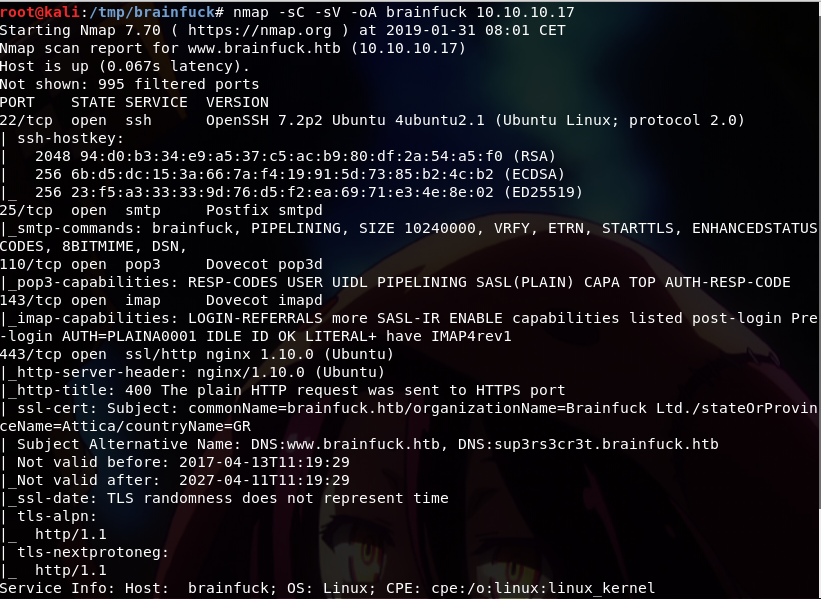 root@kali:/tmp/brainfuck# nmap -sC -sV -oA brainfuck 10.10.10.17
Starting Nmap 7.70 ( https://nmap.org ) at 2019-01-31 08:01 CET
Nmap scan report for www.brainfuck.htb (10.10.10.17)
Host is up (0.067s latency).
Not shown: 995 filtered ports
PORT    STATE SERVICE  VERSION
22/tcp  open  ssh      OpenSSH 7.2p2 Ubuntu 4ubuntu2.1 (Ubuntu Linux; protocol 2.0)
| ssh-hostkey:
|   2048 94:d0:b3:34:e9:a5:37:c5:ac:b9:80:df:2a:54:a5:f0 (RSA)
|   256 6b:d5:dc:15:3a:66:7a:f4:19:91:5d:73:85:b2:4c:b2 (ECDSA)
|_  256 23:f5:a3:33:33:9d:76:d5:f2:ea:69:71:e3:4e:8e:02 (ED25519)
25/tcp  open  smtp     Postfix smtpd
|_smtp-commands: brainfuck, PIPELINING, SIZE 10240000, VRFY, ETRN, STARTTLS, ENHANCEDSTATUS
CODES, 8BITMIME, DSN,
110/tcp open  pop3     Dovecot pop3d
|_pop3-capabilities: RESP-CODES USER UIDL PIPELINING SASL(PLAIN) CAPA TOP AUTH-RESP-CODE
143/tcp open  imap     Dovecot imapd
|_imap-capabilities: LOGIN-REFERRALS more SASL-IR ENABLE capabilities listed post-login Pre
-login AUTH=PLAINA0001 IDLE ID OK LITERAL+ have IMAP4rev1
443/tcp open  ssl/http nginx 1.10.0 (Ubuntu)
|_http-server-header: nginx/1.10.0 (Ubuntu)
|_http-title: 400 The plain HTTP request was sent to HTTPS port
| ssl-cert: Subject: commonName=brainfuck.htb/organizationName=Brainfuck Ltd./stateOrProvin
ceName=Attica/countryName=GR
| Subject Alternative Name: DNS:www.brainfuck.htb, DNS:sup3rs3cr3t.brainfuck.htb
| Not valid before: 2017-04-13T11:19:29
|_Not valid after:  2027-04-11T11:19:29
|_ssl-date: TLS randomness does not represent time
| tls-alpn:
|_  http/1.1
| tls-nextprotoneg:
|_  http/1.1
Service Info: Host:  brainfuck; OS: Linux; CPE: cpe:/o:linux:linux_kernel